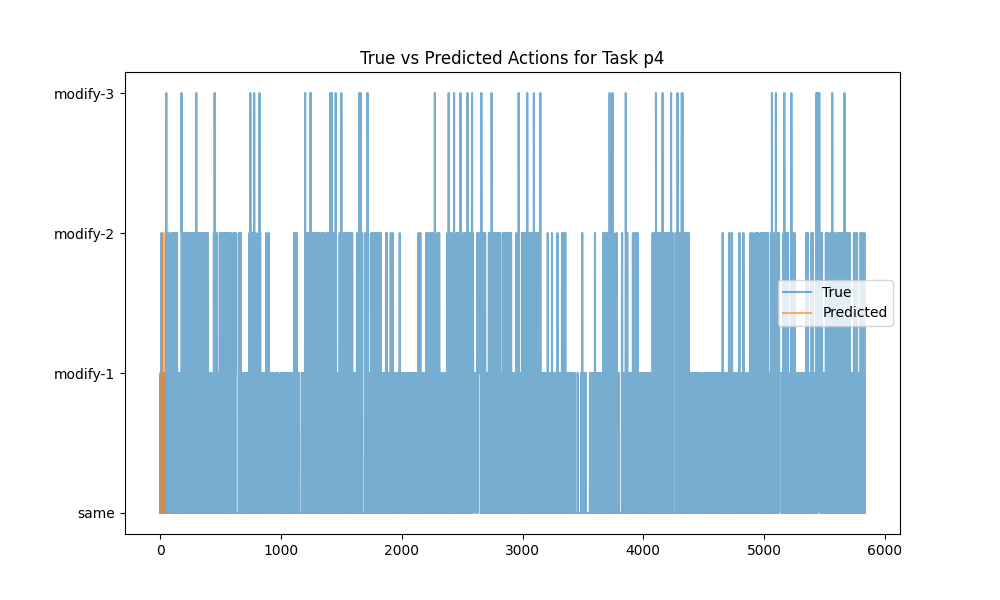 True vs Predicted Actions for Task p4
modify-3
modify-2
modify-1
same
True
Predicted
0 1000 2000 3000 4000 5000 6000